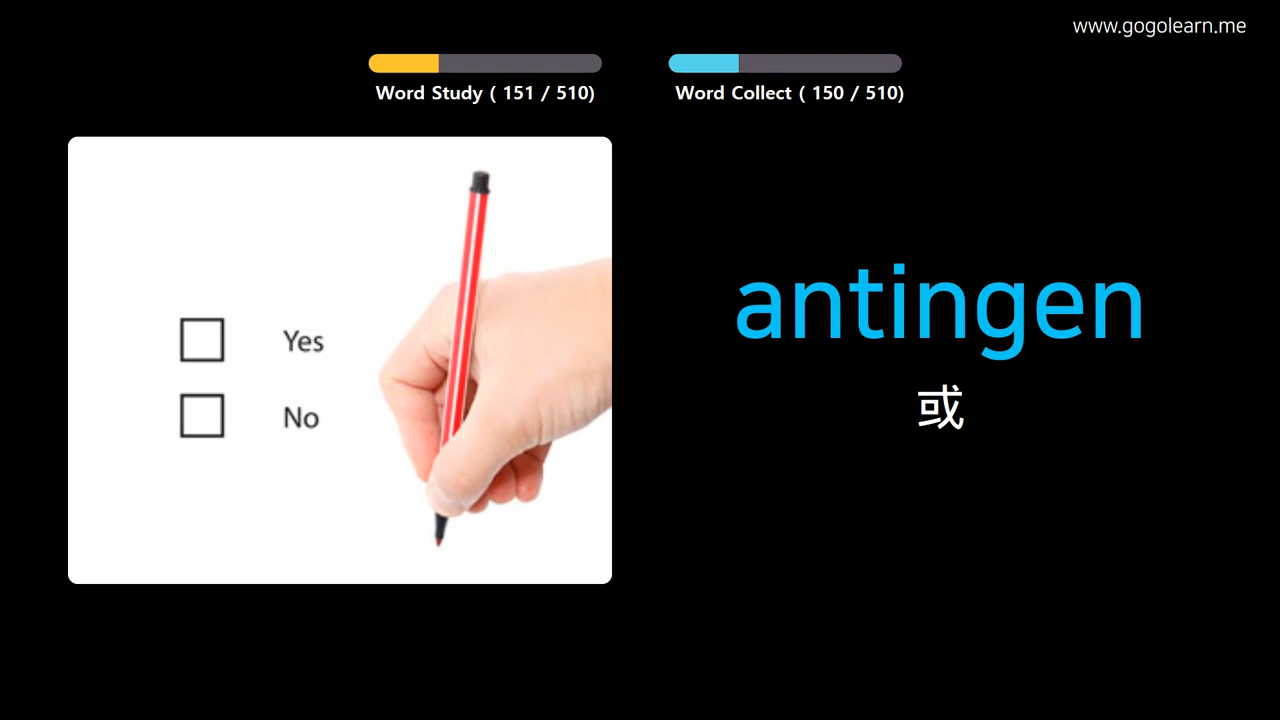 www.gogolearn.me
Word Study ( 151 / 510)
Word Collect ( 150 / 510)
Yes
No
antingen
或